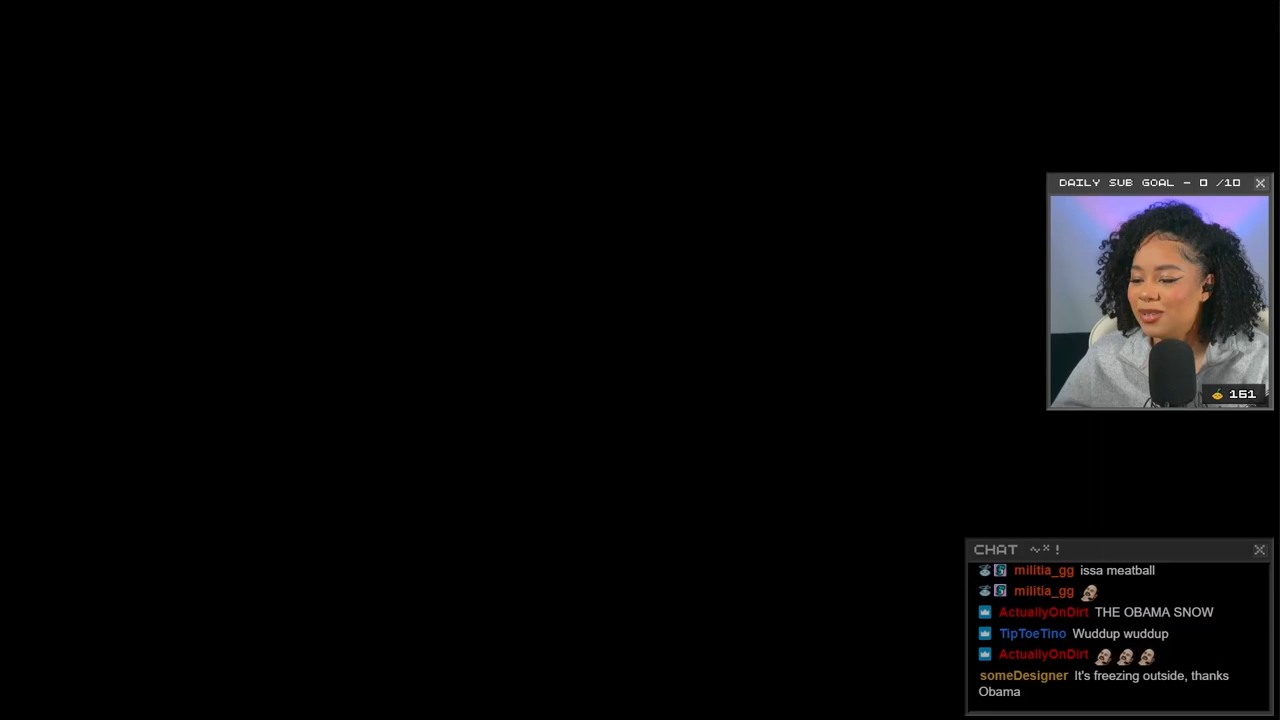 DAILY SUB GOAL - 0 /10
161
CHAT ~*!
militia_gg issa meatball
militia_gg
ActuallyOnDirt THE OBAMA SNOW
TipToeTino Wuddup wuddup
ActuallyOnDirt
someDesigner It's freezing outside, thanks
Obama